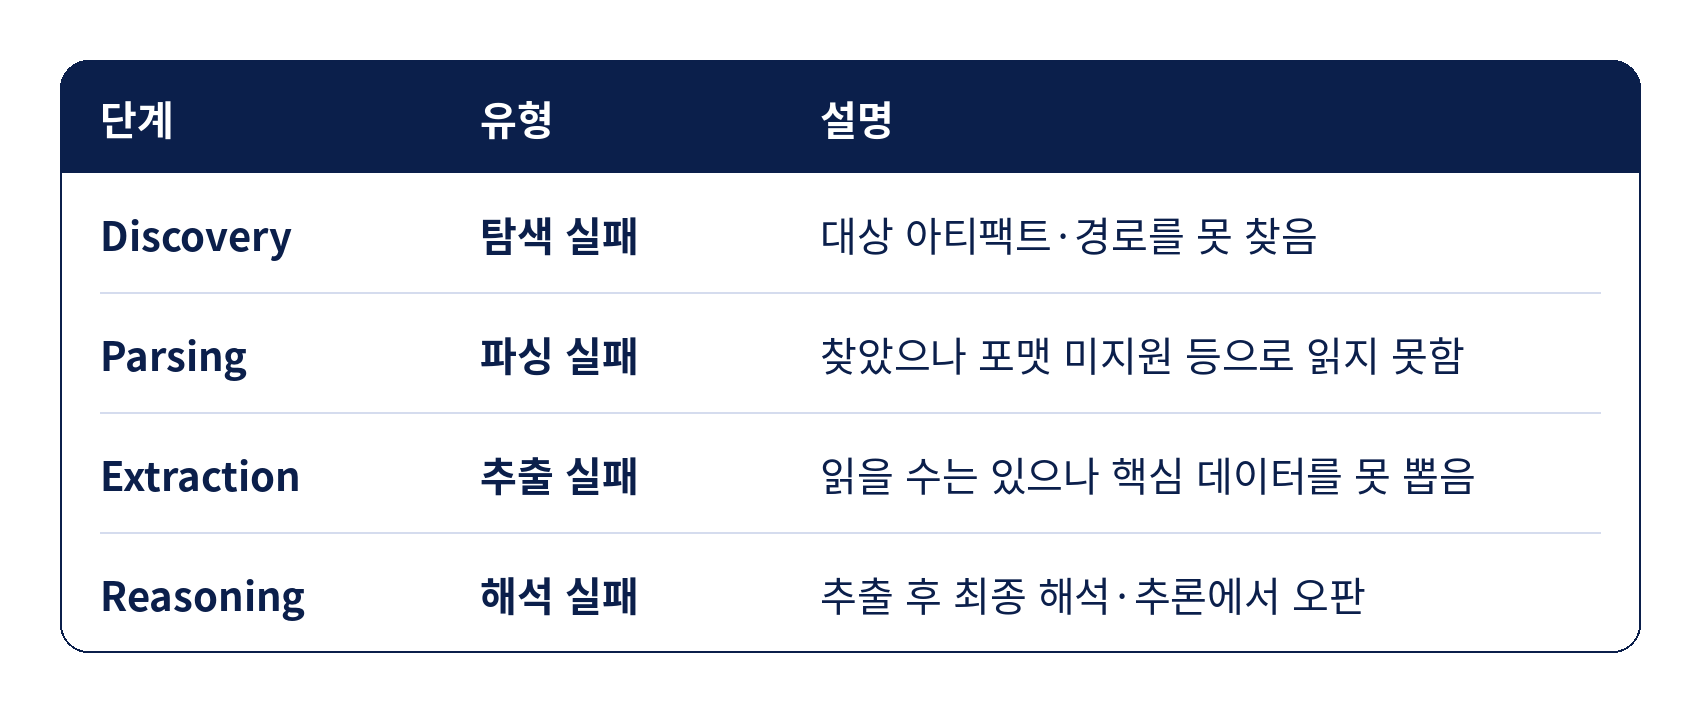 단계 유형 설명
Discovery 탐색 실패 대상 아티팩트·경로를 못 찾음
Parsing 파싱 실패 찾았으나 포맷 미지원 등으로 읽지 못함
Extraction 추출 실패 읽을 수는 있으나 핵심 데이터를 못 뽑음
Reasoning 해석 실패 추출 후 최종 해석·추론에서 오판